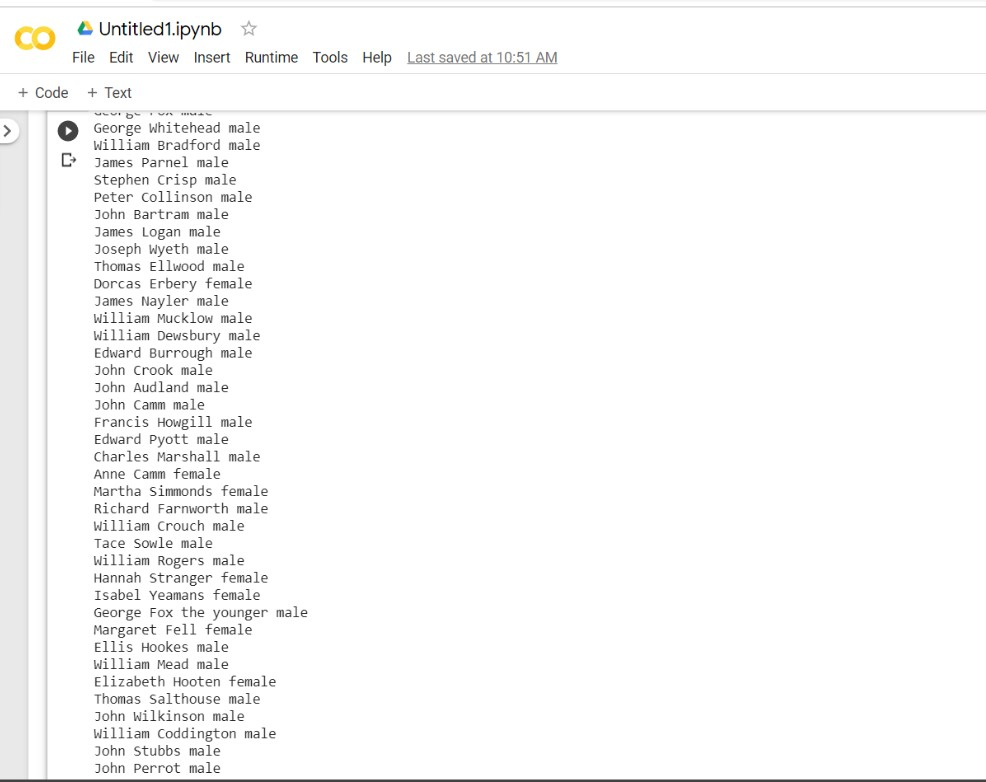 Untitled1.ipynb
File Edit View Insert Runtime Tools Help Last saved at 10:51 AM
+ Code + Text
George Fox male
George Whitehead male
William Bradford male
James Parnel male
Stephen Crisp male
Peter Collinson male
John Bartram male
James Logan male
Joseph Wyeth male
Thomas Ellwood male
Dorcas Erbery female
James Nayler male
William Mucklow male
William Dewsbury male
Edward Burrough male
John Crook male
John Audland male
John Camm male
Francis Howgill male
Edward Pyott male
Charles Marshall male
Anne Camm female
Martha Simmonds female
Richard Farnworth male
William Crouch male
Tace Sowle male
William Rogers male
Hannah Stranger female
Isabel Yeamans female
George Fox the younger male
Margaret Fell female
Ellis Hookes male
William Mead male
Elizabeth Hooten female
Thomas Salthouse male
John Wilkinson male
William Coddington male
John Stubbs male
John Perrot male